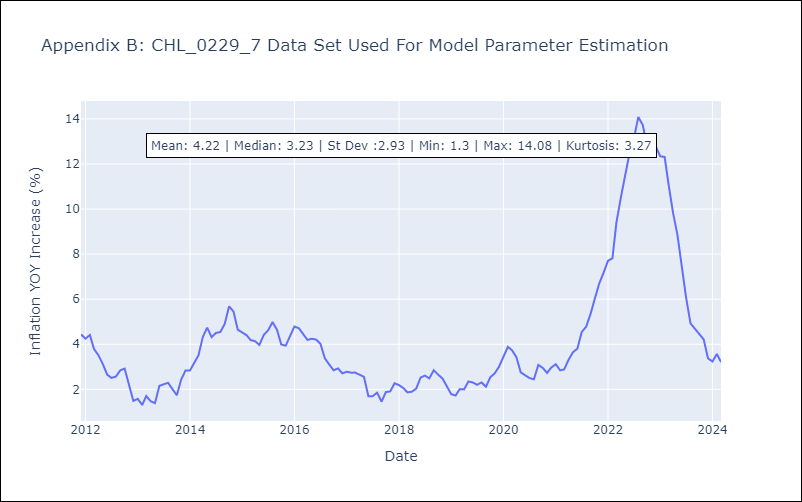 Appendix B: CHL_0229_7 Data Set Used For Model Parameter Estimation
14
Mean: 4.22 | Median: 3.23 | St Dev :2.93 | Min: 1.3 | Max: 14.08 | Kurtosis: 3.27
12
10
8
6
4
2
Inflation YOY Increase (%)
2012 2014 2016 2018 2020 2022 2024
Date